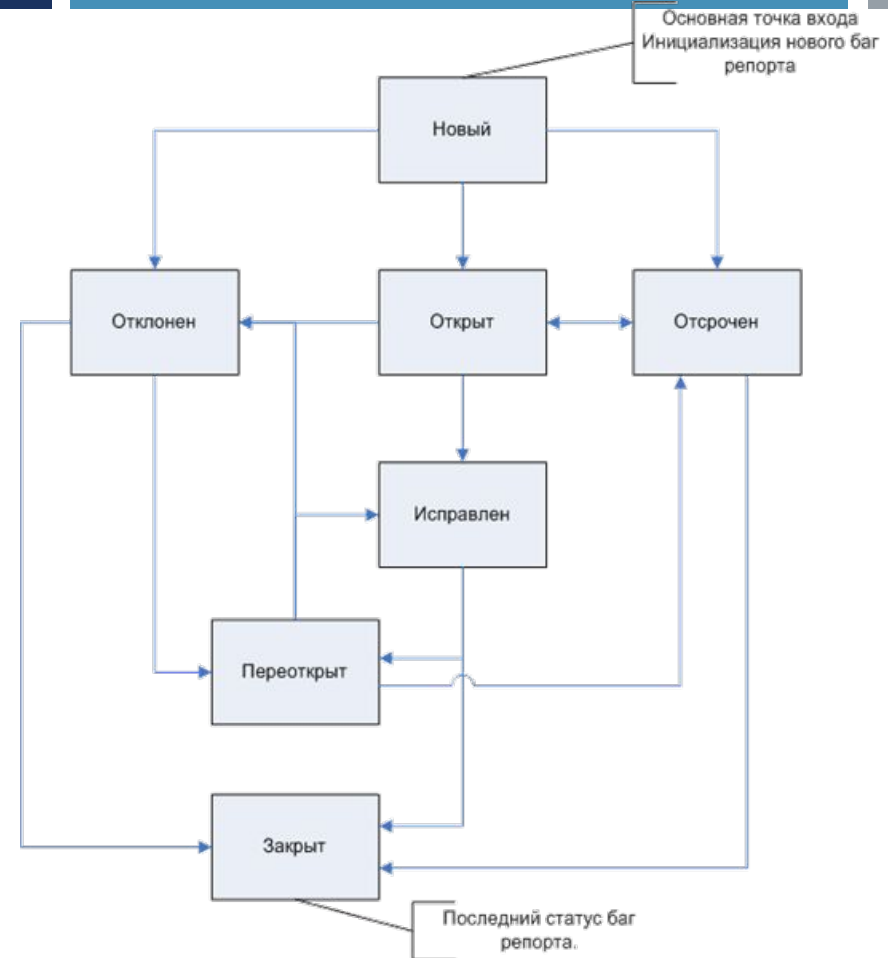 Основная точка входа
Инициализация нового баг
репорта
Новый
Отклонен
Открыт
Отсрочен
Исправлен
Переоткрыт
Закрыт
Последний статус баг
репорта.